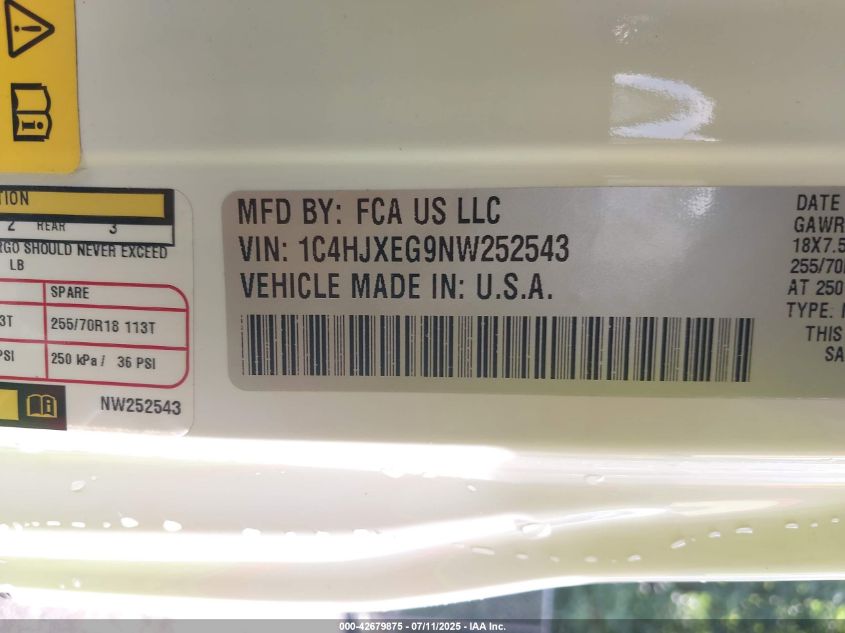 TION
2 REAR 3
RGO SHOULD NEVER EXCEED
LB
SPARE
3T 255/70R18 113T
PSI 250 kPa / 36 PSI
NW252543
MFD BY: FCA US LLC
VIN: 1C4HJXEG9NW252543
VEHICLE MADE IN: U.S.A.
DATE
GAWR
18X7.5
255/70
AT 250
TYPE:
THIS
SA
000-42679875 - 07/11/2025 - IAA Inc.